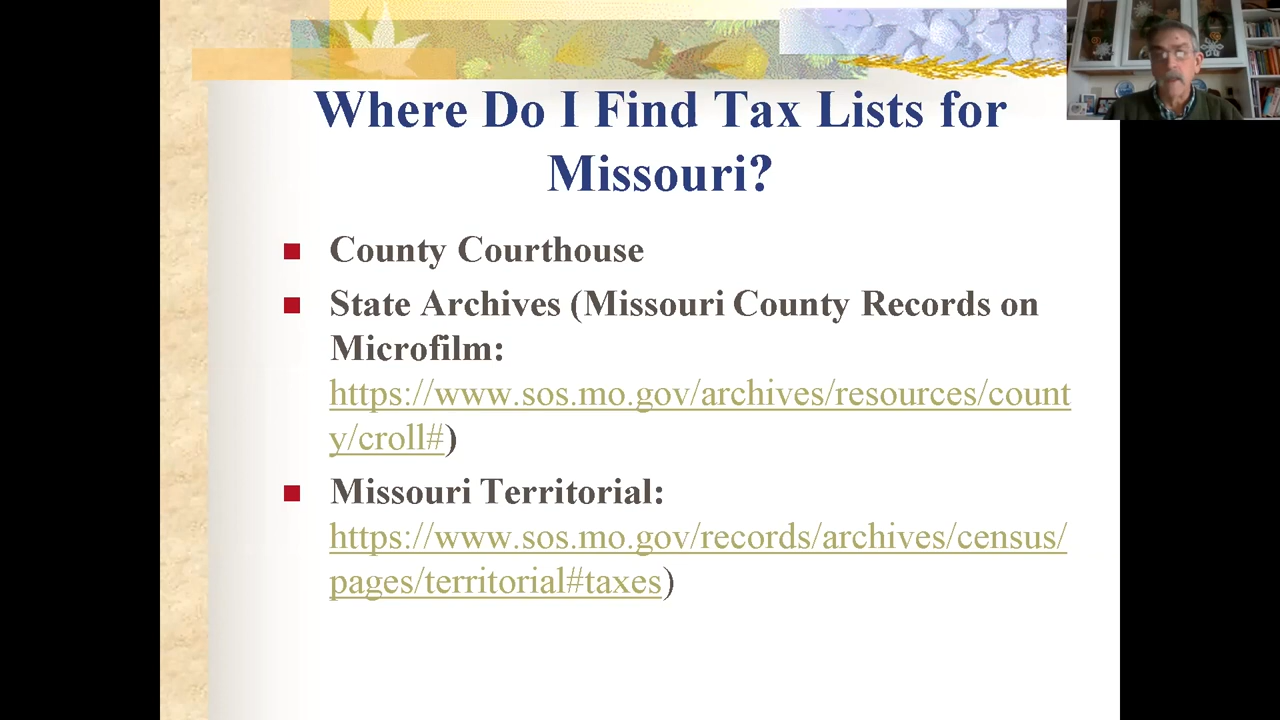 Where Do I Find Tax Lists for
Missouri?
County Courthouse
State Archives (Missouri County Records on
Microfilm:
https://www.sos.mo.gov/archives/resources/count
y/croll#)
Missouri Territorial:
https://www.sos.mo.gov/records/archives/census/
pages/territorial#taxes)